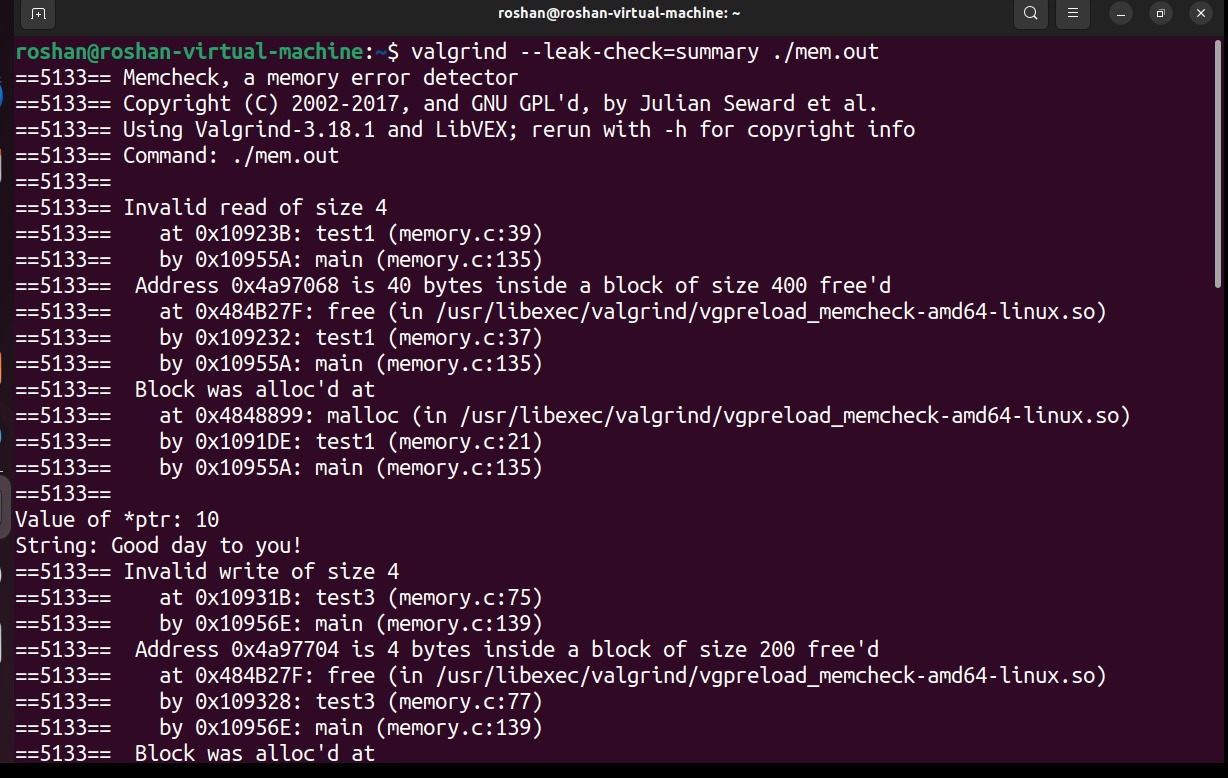 roshan@roshan-virtual-machine: ~
roshan@roshan-virtual-machine:~$ valgrind --leak-check=summary ./mem.out
==5133== Memcheck, a memory error detector
==5133== Copyright (C) 2002-2017, and GNU GPL'd, by Julian Seward et al.
==5133== Using Valgrind-3.18.1 and LibVEX; rerun with -h for copyright info
==5133== Command: ./mem.out
==5133==
==5133== Invalid read of size 4
==5133==    at 0x10923B: test1 (memory.c:39)
==5133==    by 0x10955A: main (memory.c:135)
==5133==  Address 0x4a97068 is 40 bytes inside a block of size 400 free'd
==5133==    at 0x484B27F: free (in /usr/libexec/valgrind/vgpreload_memcheck-amd64-linux.so)
==5133==    by 0x109232: test1 (memory.c:37)
==5133==    by 0x10955A: main (memory.c:135)
==5133==  Block was alloc'd at
==5133==    at 0x4848899: malloc (in /usr/libexec/valgrind/vgpreload_memcheck-amd64-linux.so)
==5133==    by 0x1091DE: test1 (memory.c:21)
==5133==    by 0x10955A: main (memory.c:135)
==5133==
Value of *ptr: 10
String: Good day to you!
==5133== Invalid write of size 4
==5133==    at 0x10931B: test3 (memory.c:75)
==5133==    by 0x10956E: main (memory.c:139)
==5133==  Address 0x4a97704 is 4 bytes inside a block of size 200 free'd
==5133==    at 0x484B27F: free (in /usr/libexec/valgrind/vgpreload_memcheck-amd64-linux.so)
==5133==    by 0x109328: test3 (memory.c:77)
==5133==    by 0x10956E: main (memory.c:139)
==5133==  Block was alloc'd at